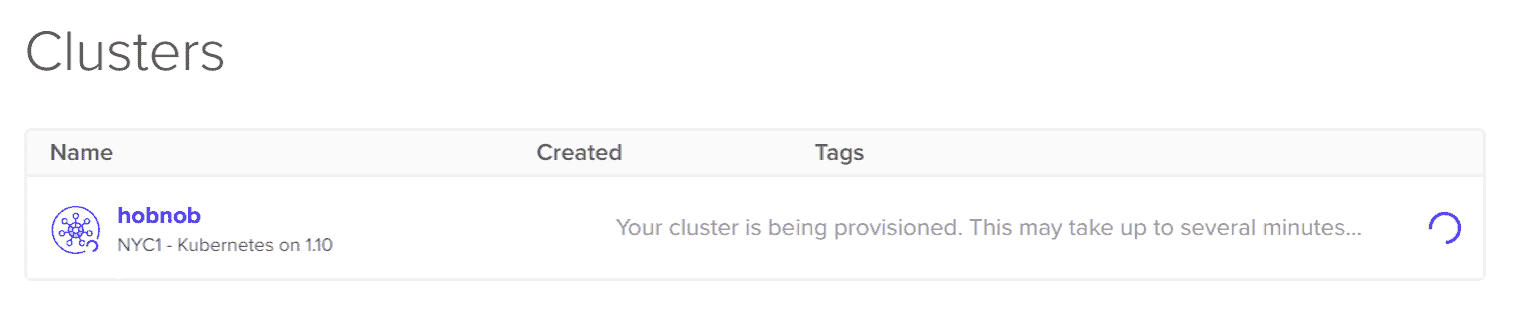 Clusters
Name Created Tags
hobnob
NYC1 - Kubernetes on 1.10
Your cluster is being provisioned. This may take up to several minutes...